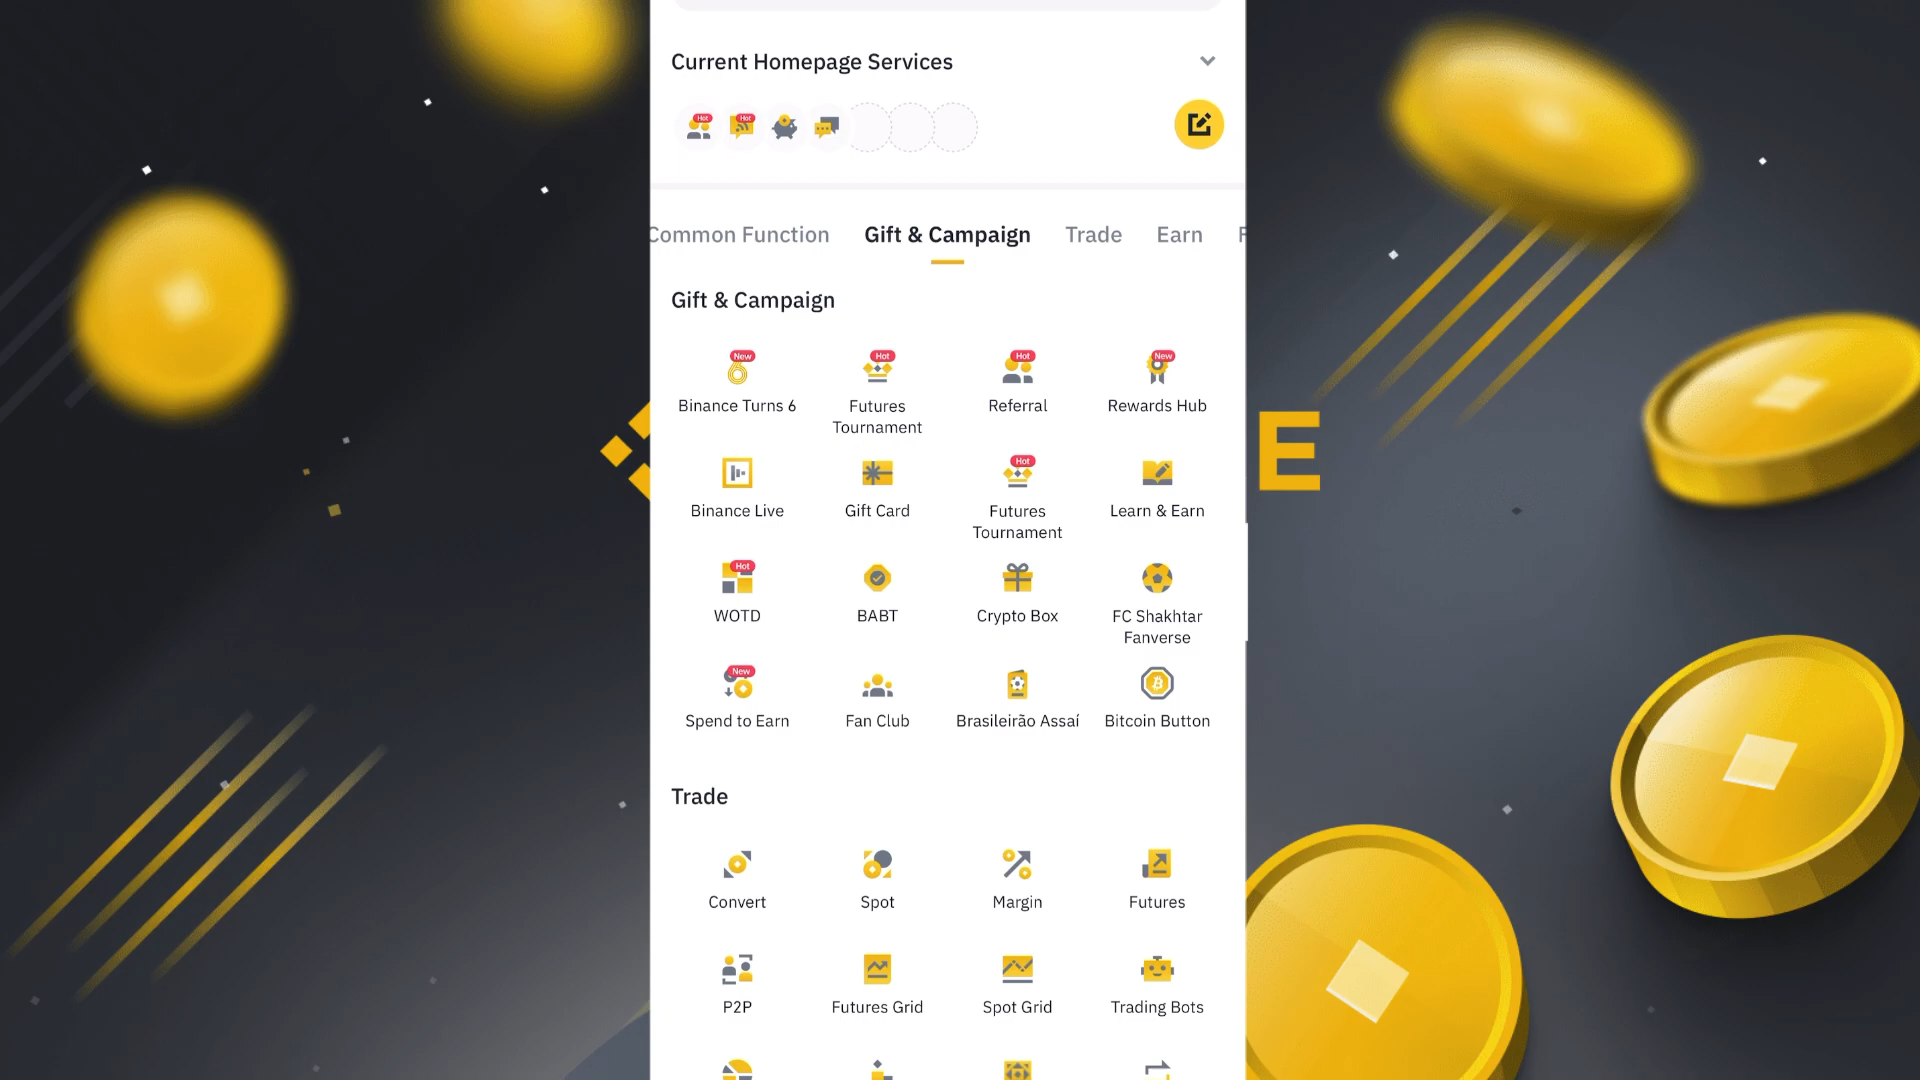 Current Homepage Services
Hot
Hot
Common Function
Gift & Campaign
Trade
Earn
Gift & Campaign
New
Hot
Hot
New
Binance Turns 6
Futures
Tournament
Referral
Rewards Hub
E
Hot
Binance Live
Gift Card
Futures
Tournament
Learn & Earn
Hot
WOTD
BABT
Crypto Box
FC Shakhtar
Fanverse
New
Spend to Earn
Fan Club
Brasileirão Assaí
Bitcoin Button
Trade
Convert
Spot
Margin
Futures
P2P
Futures Grid
Spot Grid
Trading Bots